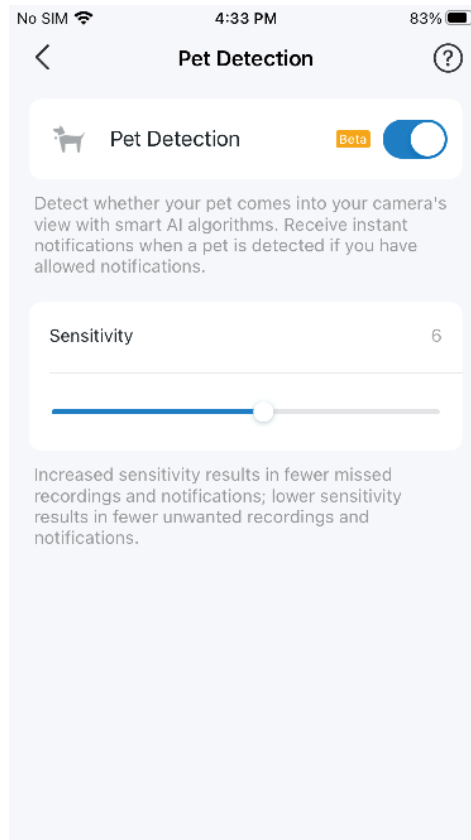 No SIM 4:33 PM 83%
Pet Detection ?
Pet Detection Beta
Detect whether your pet comes into your camera's
view with smart AI algorithms. Receive instant
notifications when a pet is detected if you have
allowed notifications.
Sensitivity 6
Increased sensitivity results in fewer missed
recordings and notifications; lower sensitivity
results in fewer unwanted recordings and
notifications.